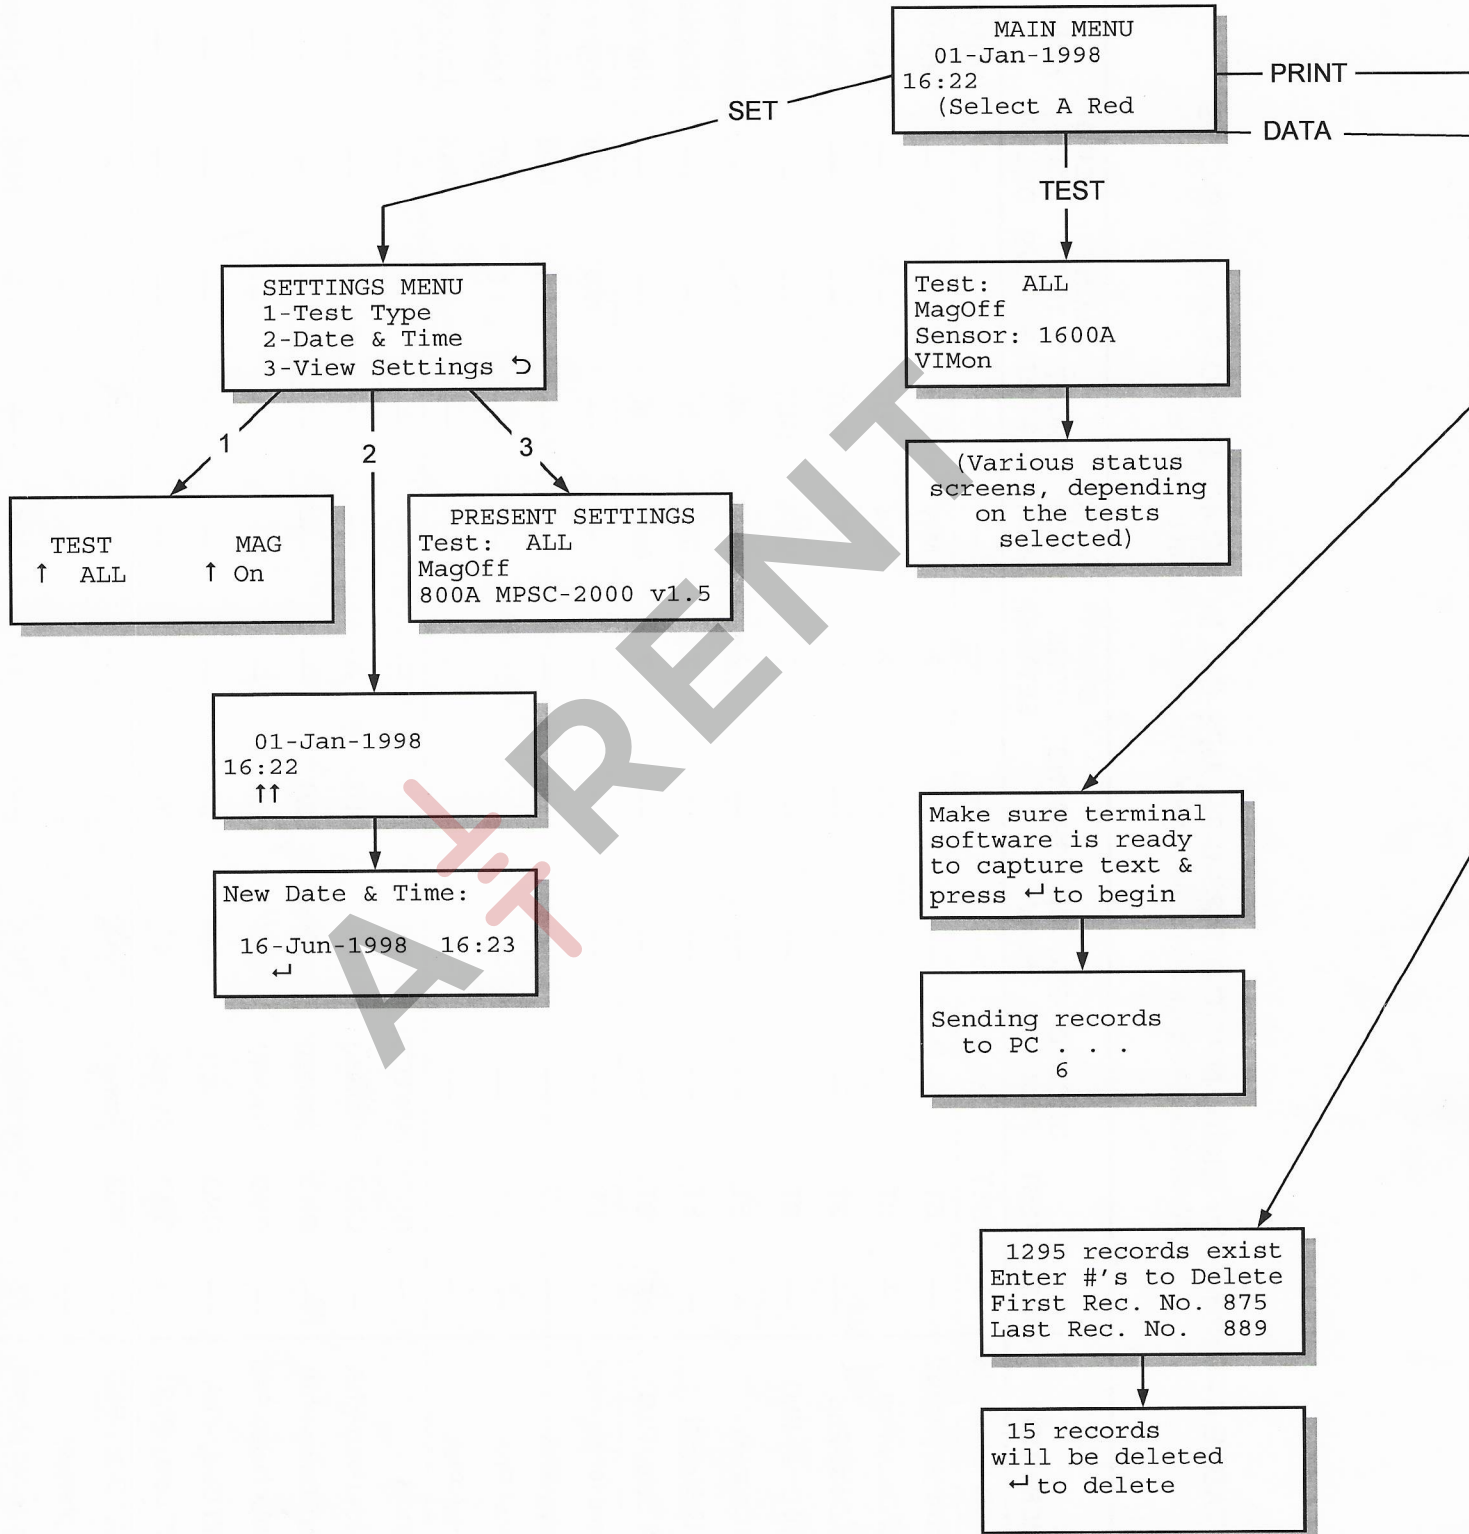 MAIN MENU
01-Jan-1998
16:22
(Select A Red
PRINT
DATA
SET
TEST
SETTINGS MENU
1-Test Type
2-Date & Time
3-View Settings ⮌
1
2
3
TEST MAG
↑ ALL ↑ On
PRESENT SETTINGS
Test: ALL
MagOff
800A MPSC-2000 v1.5
01-Jan-1998
16:22
↑↑
New Date & Time:
16-Jun-1998 16:23
↵
Test: ALL
MagOff
Sensor: 1600A
VIMon
(Various status
screens, depending
on the tests
selected)
Make sure terminal
software is ready
to capture text &
press ↵ to begin
Sending records
to PC . . .
6
1295 records exist
Enter #'s to Delete
First Rec. No. 875
Last Rec. No. 889
15 records
will be deleted
↵ to delete
ATRENT